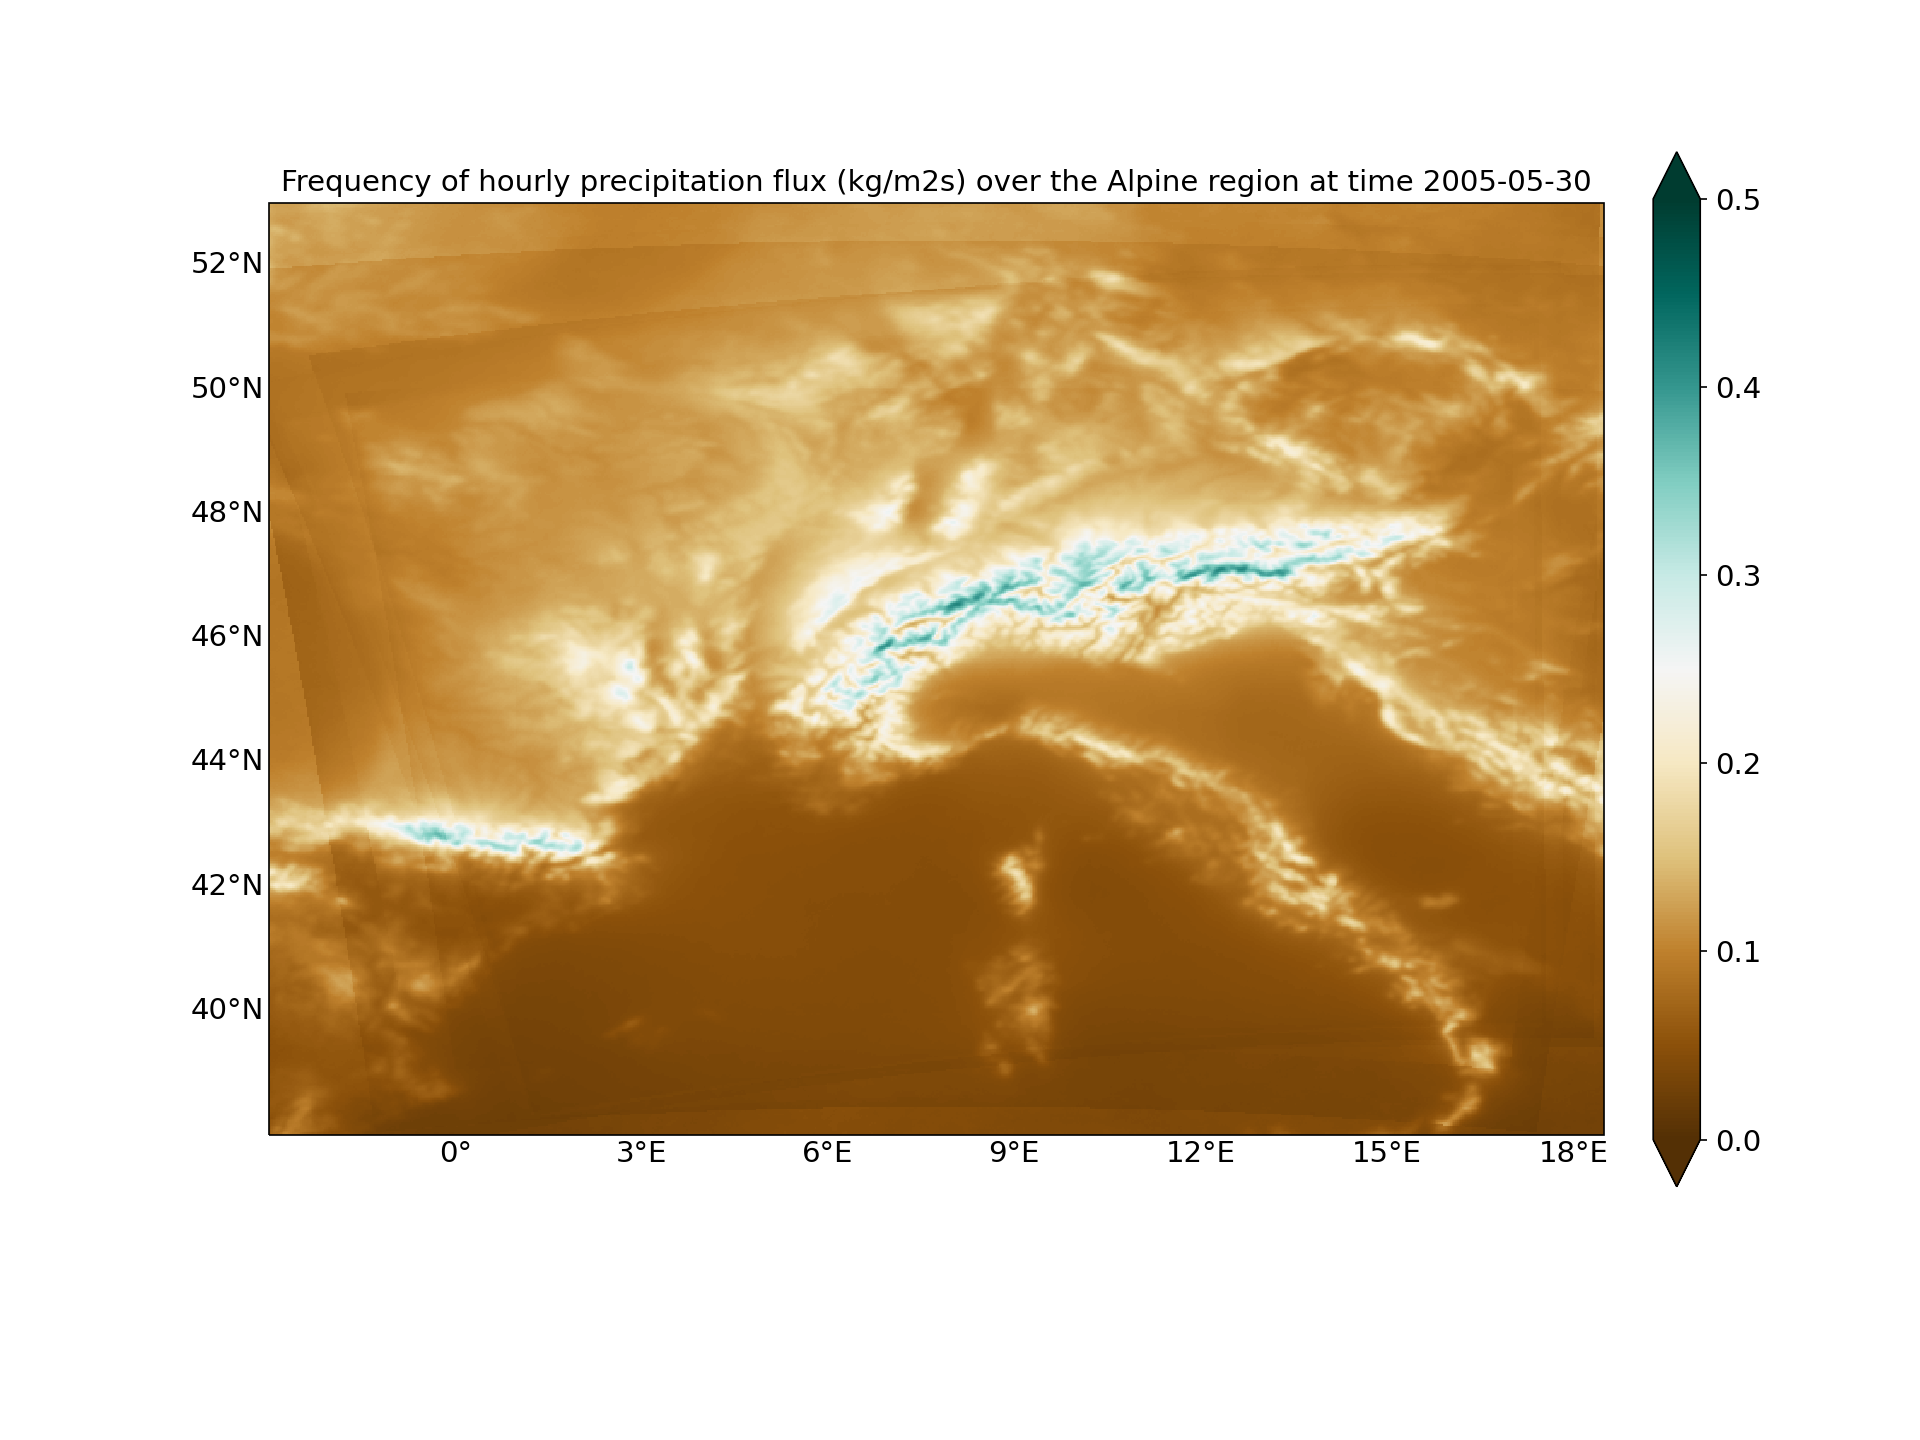 Frequency of hourly precipitation flux (kg/m2s) over the Alpine region at time 2005-05-30
52°N
50°N
48°N
46°N
44°N
42°N
40°N
0°
3°E
6°E
9°E
12°E
15°E
18°E
0.5
0.4
0.3
0.2
0.1
0.0